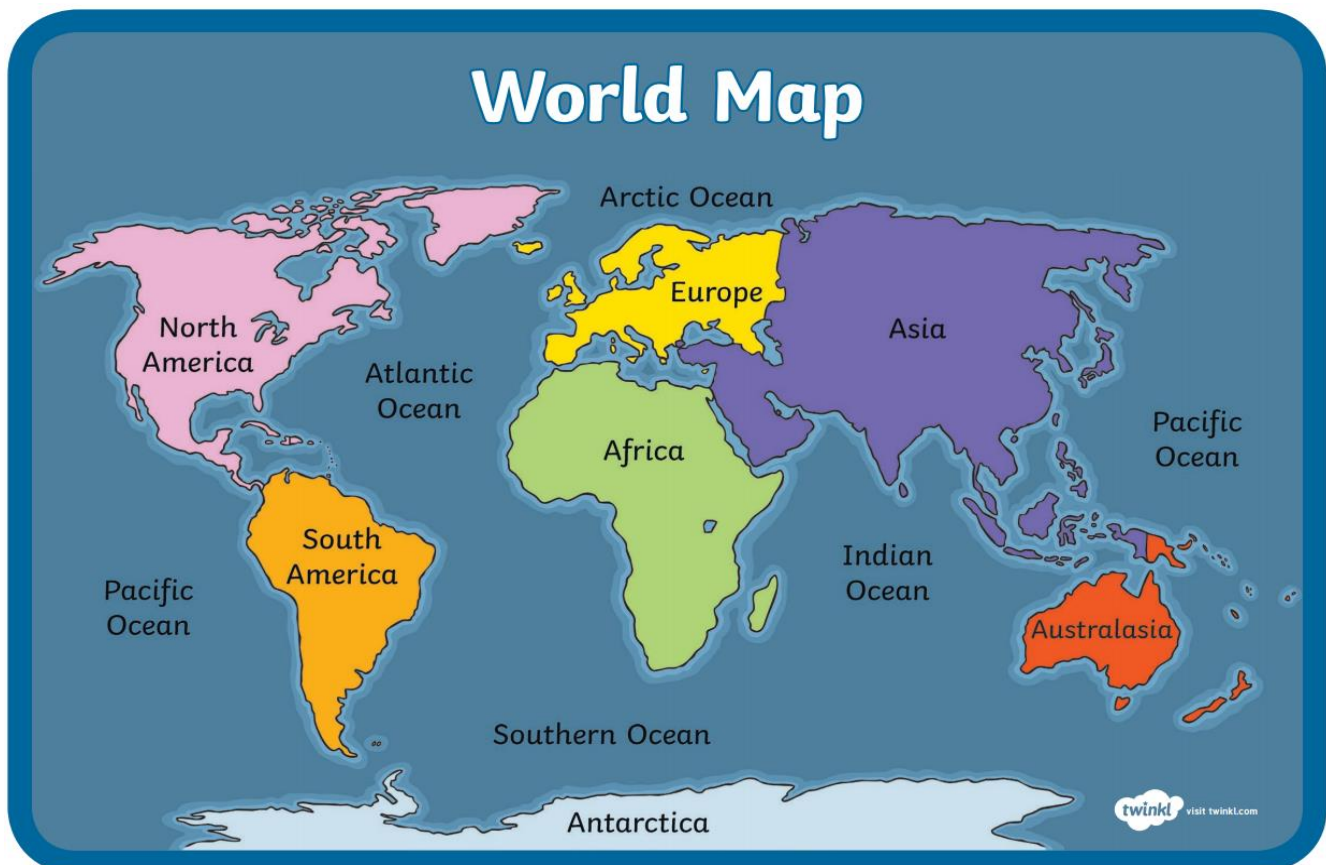 World Map
Arctic Ocean
Europe
North
America
Asia
Atlantic
Ocean
Africa
Pacific
Ocean
South
America
Indian
Ocean
Pacific
Ocean
Australasia
Southern Ocean
Antarctica
twinkl visit twinkl.com